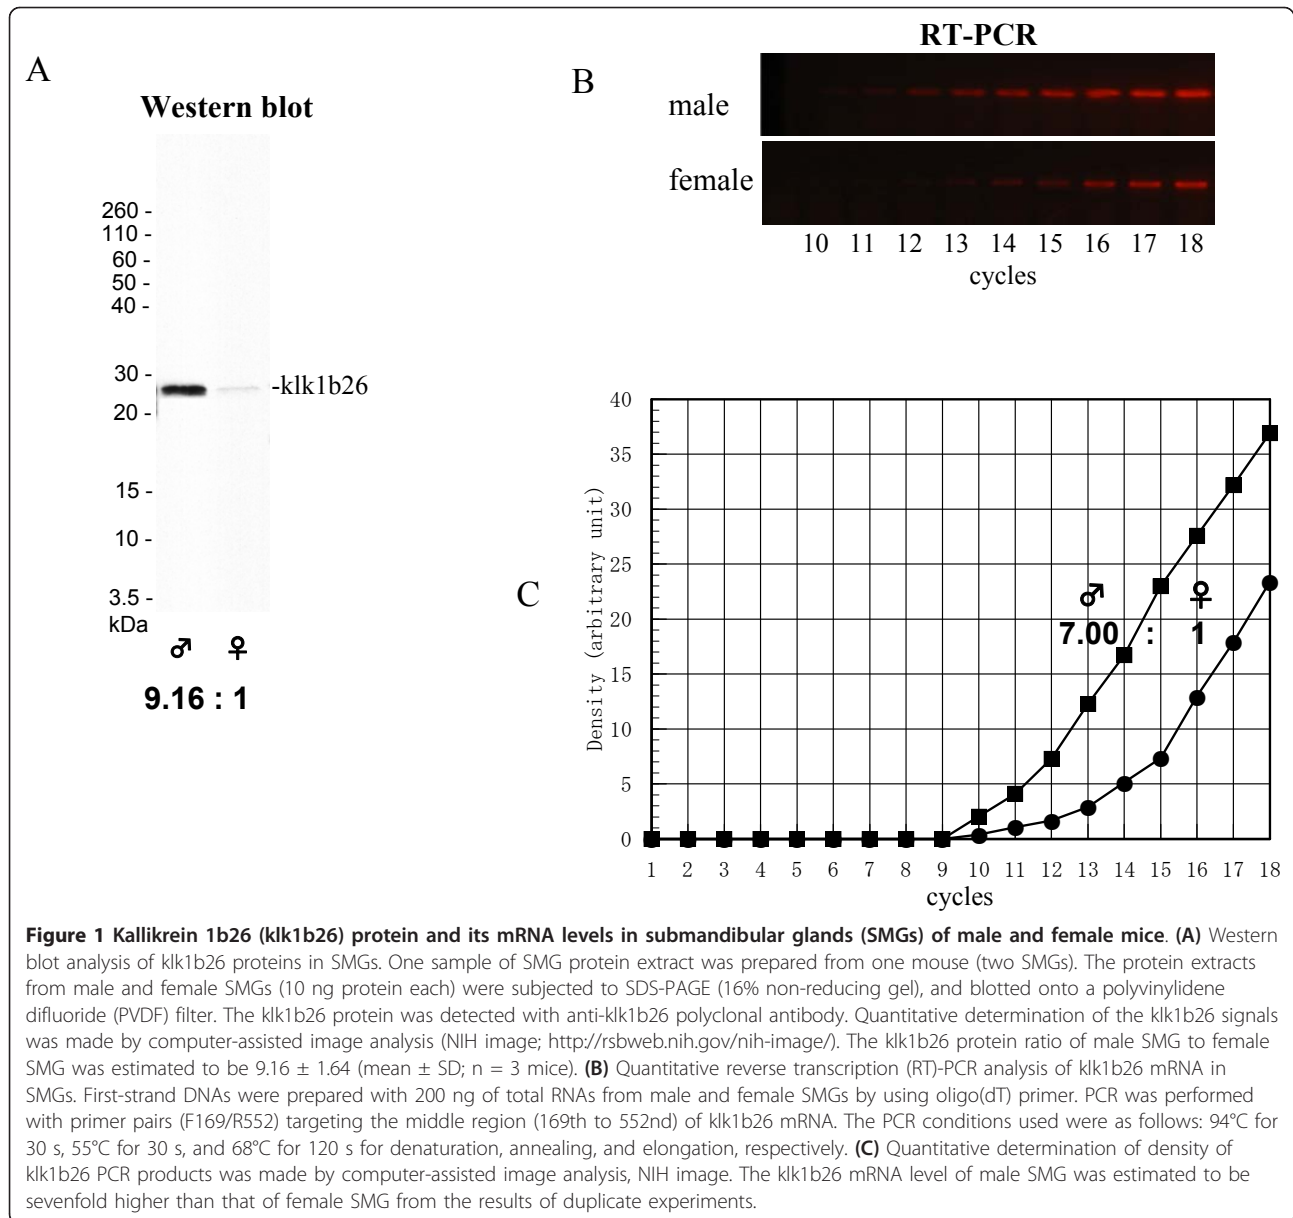 A
Western blot
260 -
110 -
60 -
50 -
40 -
30 -
-klk1b26
20 -
15 -
10 -
3.5 -
kDa
♂ ♀
9.16 : 1
B
RT-PCR
male
female
10 11 12 13 14 15 16 17 18
cycles
C
Density (arbitrary unit)
40
35
30
25
20
15
10
5
0
♂ ♀
7.00 : 1
1 2 3 4 5 6 7 8 9 10 11 12 13 14 15 16 17 18
cycles
Figure 1 Kallikrein 1b26 (klk1b26) protein and its mRNA levels in submandibular glands (SMGs) of male and female mice. (A) Western
blot analysis of klk1b26 proteins in SMGs. One sample of SMG protein extract was prepared from one mouse (two SMGs). The protein extracts
from male and female SMGs (10 ng protein each) were subjected to SDS-PAGE (16% non-reducing gel), and blotted onto a polyvinylidene
difluoride (PVDF) filter. The klk1b26 protein was detected with anti-klk1b26 polyclonal antibody. Quantitative determination of the klk1b26 signals
was made by computer-assisted image analysis (NIH image; http://rsbweb.nih.gov/nih-image/). The klk1b26 protein ratio of male SMG to female
SMG was estimated to be 9.16 ± 1.64 (mean ± SD; n = 3 mice). (B) Quantitative reverse transcription (RT)-PCR analysis of klk1b26 mRNA in
SMGs. First-strand DNAs were prepared with 200 ng of total RNAs from male and female SMGs by using oligo(dT) primer. PCR was performed
with primer pairs (F169/R552) targeting the middle region (169th to 552nd) of klk1b26 mRNA. The PCR conditions used were as follows: 94°C for
30 s, 55°C for 30 s, and 68°C for 120 s for denaturation, annealing, and elongation, respectively. (C) Quantitative determination of density of
klk1b26 PCR products was made by computer-assisted image analysis, NIH image. The klk1b26 mRNA level of male SMG was estimated to be
sevenfold higher than that of female SMG from the results of duplicate experiments.